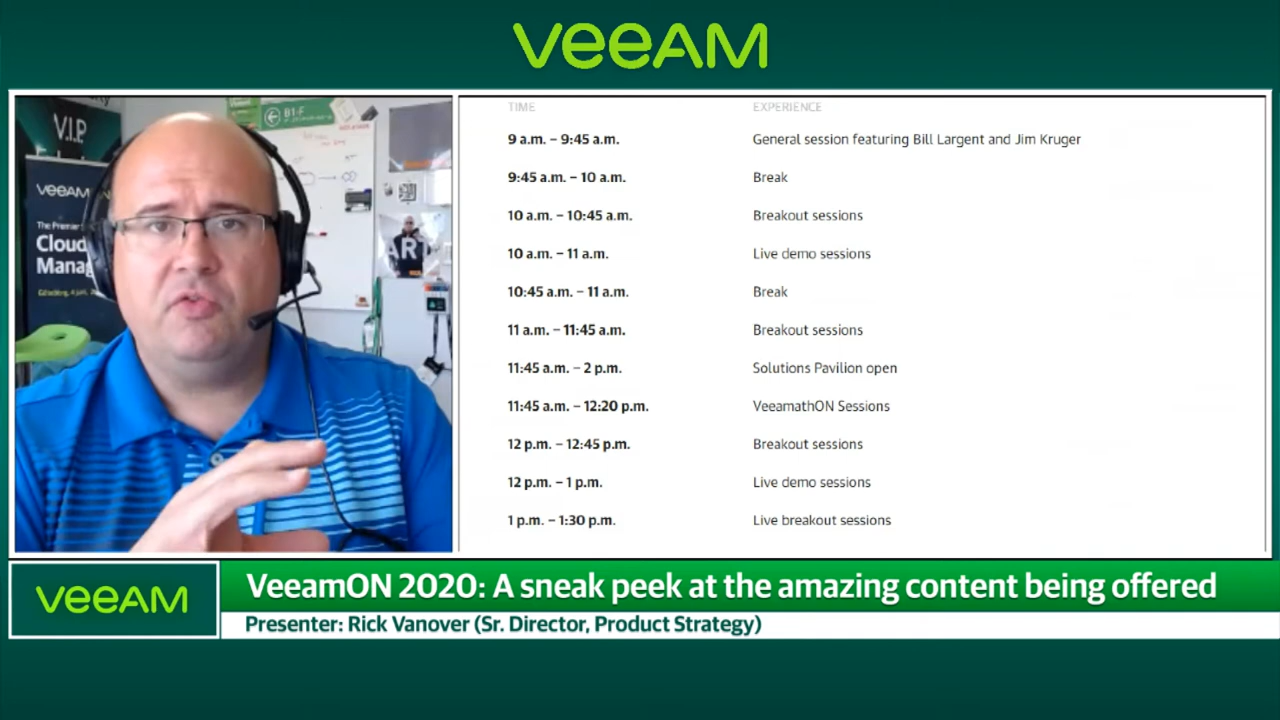 veeAM
V.I.P.
veeAM
The Premier
Cloud
Manag
B1-F
ART
TIME EXPERIENCE
9 a.m. – 9:45 a.m. General session featuring Bill Largent and Jim Kruger
9:45 a.m. – 10 a.m. Break
10 a.m. – 10:45 a.m. Breakout sessions
10 a.m. – 11 a.m. Live demo sessions
10:45 a.m. – 11 a.m. Break
11 a.m. – 11:45 a.m. Breakout sessions
11:45 a.m. – 2 p.m. Solutions Pavilion open
11:45 a.m. – 12:20 p.m. VeeamathON Sessions
12 p.m. – 12:45 p.m. Breakout sessions
12 p.m. – 1 p.m. Live demo sessions
1 p.m. – 1:30 p.m. Live breakout sessions
veeAM
VeeamON 2020: A sneak peek at the amazing content being offered
Presenter: Rick Vanover (Sr. Director, Product Strategy)